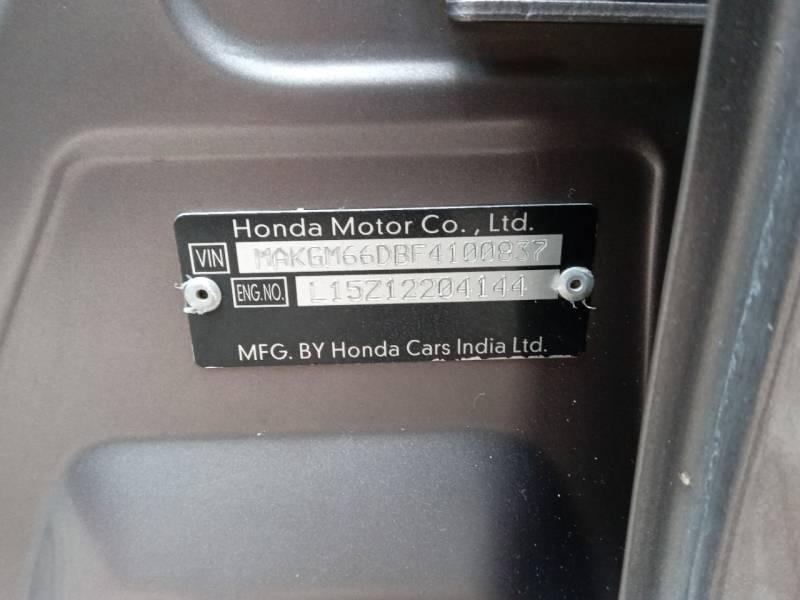 Honda Motor Co., Ltd.
VIN MAKGM66DBF4100837
ENG.NO. L15Z12204144
MFG. BY Honda Cars India Ltd.